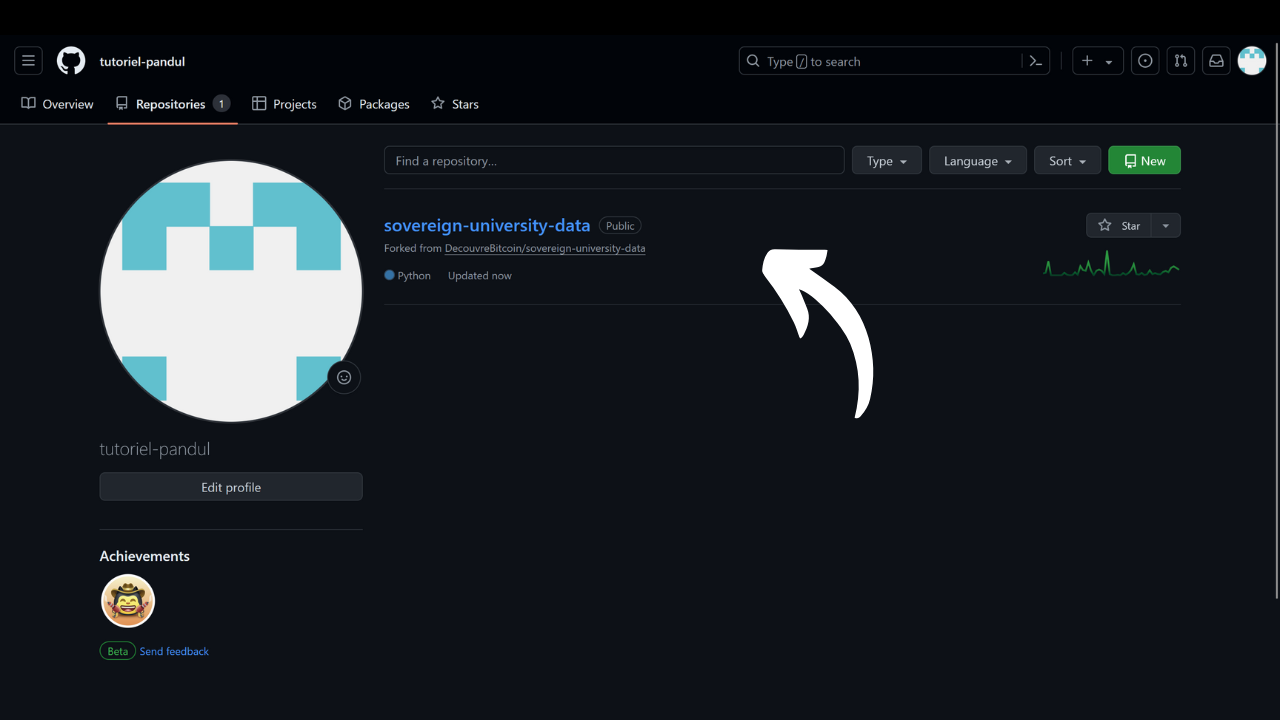 tutoriel-pandul
Type / to search
Overview
Repositories 1
Projects
Packages
Stars
Find a repository...
Type
Language
Sort
New
sovereign-university-data
Public
Star
Forked from DecouvreBitcoin/sovereign-university-data
Python
Updated now
tutoriel-pandul
Edit profile
Achievements
Beta
Send feedback